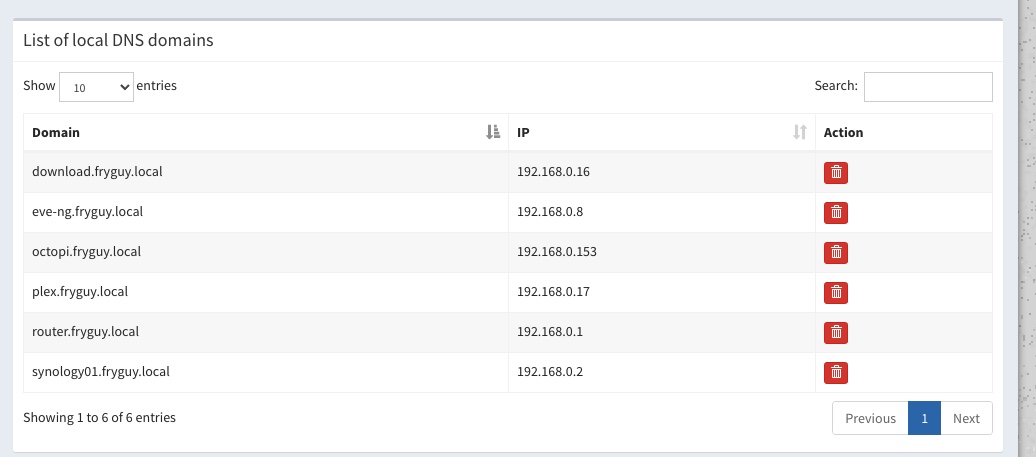 List of local DNS domains
Show 10 entries Search:
Domain IP Action
download.fryguy.local 192.168.0.16
eve-ng.fryguy.local 192.168.0.8
octopi.fryguy.local 192.168.0.153
plex.fryguy.local 192.168.0.17
router.fryguy.local 192.168.0.1
synology01.fryguy.local 192.168.0.2
Showing 1 to 6 of 6 entries Previous 1 Next